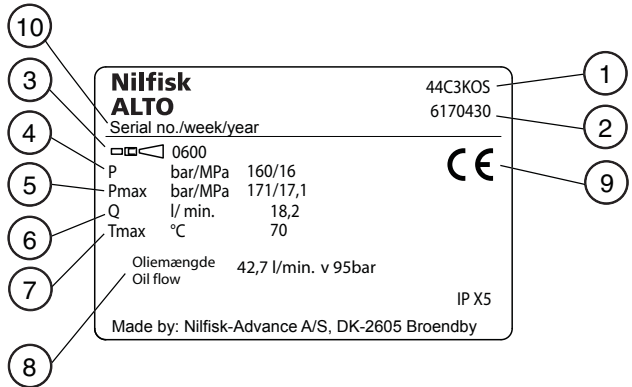 10
3
4
5
6
7
8
1
2
9
Nilfisk
ALTO
44C3KOS
6170430
Serial no./week/year
0600
P bar/MPa 160/16
Pmax bar/MPa 171/17,1
Q l/ min. 18,2
Tmax °C 70
CE
Oliemængde
Oil flow
42,7 l/min. v 95bar
IP X5
Made by: Nilfisk-Advance A/S, DK-2605 Broendby